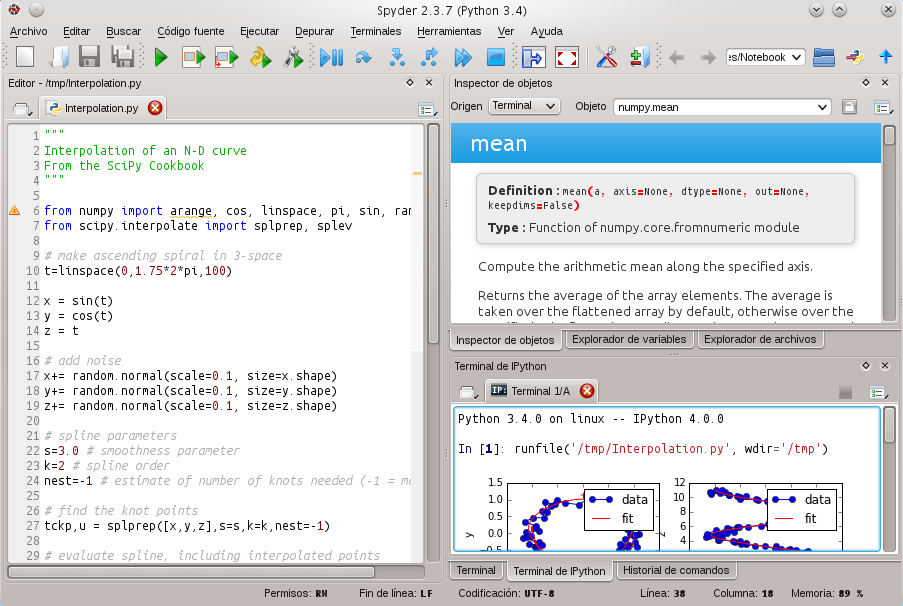 Spyder 2.3.7 (Python 3.4)
Archivo Editar Buscar Código fuente Ejecutar Depurar Terminales Herramientas Ver Ayuda
es/Notebook
Editor - /tmp/Interpolation.py
Interpolation.py
1 """
2 Interpolation of an N-D curve
3 From the SciPy Cookbook
4 """
5
6 from numpy import arange, cos, linspace, pi, sin, ran
7 from scipy.interpolate import splprep, splev
8
9 # make ascending spiral in 3-space
10 t=linspace(0,1.75*2*pi,100)
11
12 x = sin(t)
13 y = cos(t)
14 z = t
15
16 # add noise
17 x+= random.normal(scale=0.1, size=x.shape)
18 y+= random.normal(scale=0.1, size=y.shape)
19 z+= random.normal(scale=0.1, size=z.shape)
20
21 # spline parameters
22 s=3.0 # smoothness parameter
23 k=2 # spline order
24 nest=-1 # estimate of number of knots needed (-1 = ma
25
26 # find the knot points
27 tckp,u = splprep([x,y,z],s=s,k=k,nest=-1)
28
29 # evaluate spline, including interpolated points
Inspector de objetos
Origen Terminal Objeto numpy.mean
mean
Definition : mean(a, axis=None, dtype=None, out=None,
keepdims=False)
Type : Function of numpy.core.fromnumeric module
Compute the arithmetic mean along the specified axis.
Returns the average of the array elements. The average is
taken over the flattened array by default, otherwise over the
Inspector de objetos Explorador de variables Explorador de archivos
Terminal de IPython
IP: Terminal 1/A
Python 3.4.0 on linux -- IPython 4.0.0
In [1]: runfile('/tmp/Interpolation.py', wdir='/tmp')
1.5
1.0
0.5
0.0
−0.5
y
data
fit
12
10
8
6
4
z
data
fit
Terminal Terminal de IPython Historial de comandos
Permisos: RW Fin de línea: LF Codificación: UTF-8 Línea: 38 Columna: 18 Memoria: 89 %